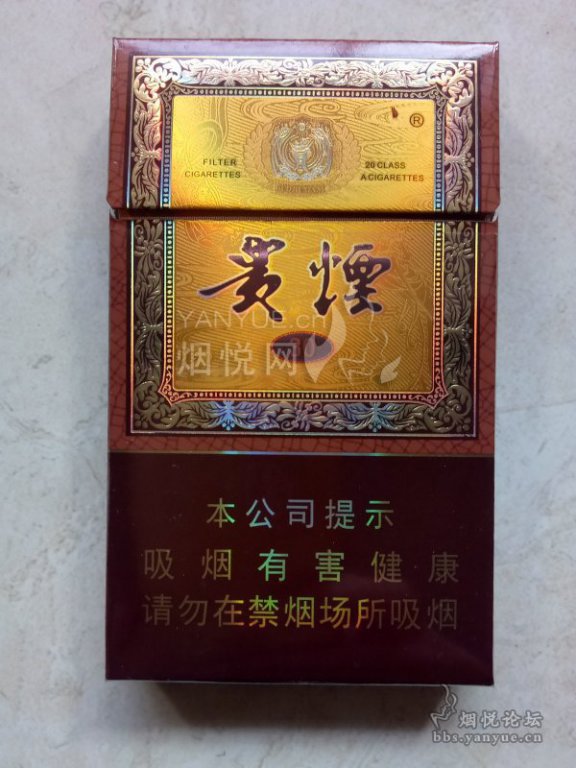 ®
FILTER
CIGARETTES
20 CLASS
A CIGARETTES
贵煙
YANYUE.cn
烟悦网
本公司提示
吸烟有害健康
请勿在禁烟场所吸烟
烟悦论坛
bbs.yanyue.cn